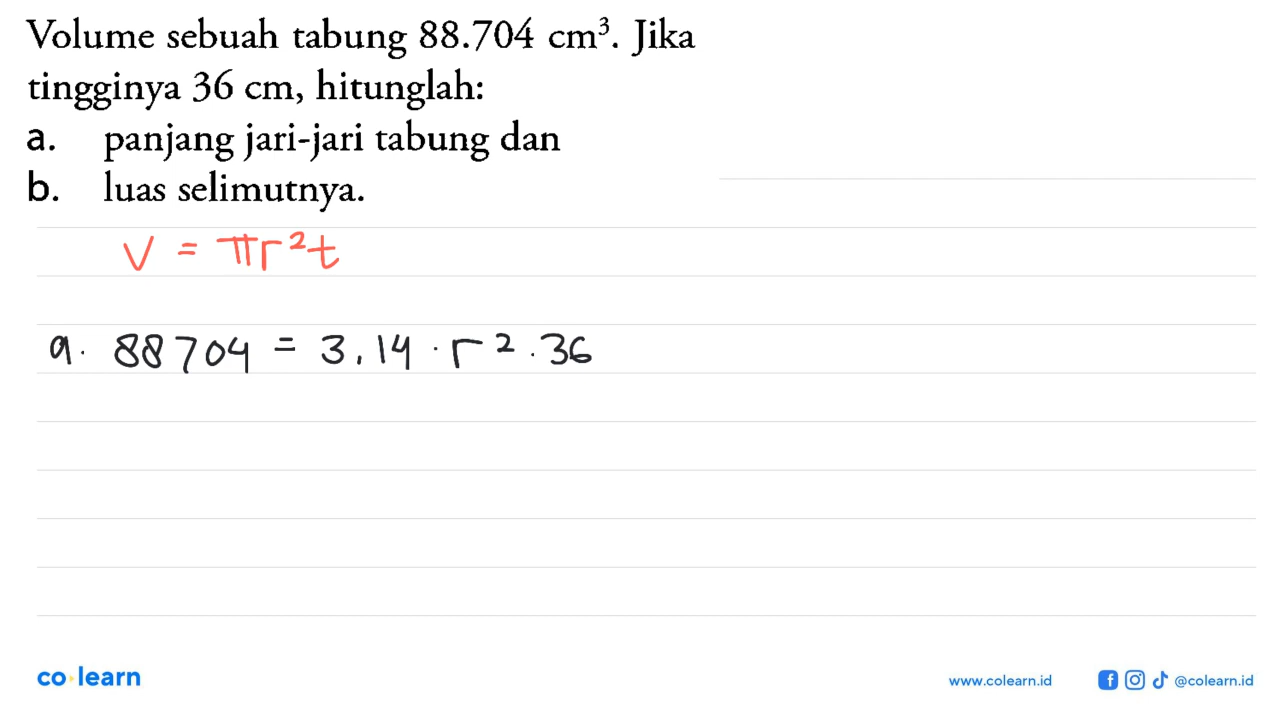 Volume sebuah tabung 88.704 cm³. Jika
tingginya 36 cm, hitunglah:
a. panjang jari-jari tabung dan
b. luas selimutnya.
V = πr²t
a. 88704 = 3,14 · r² · 36
co learn
www.colearn.id @colearn.id